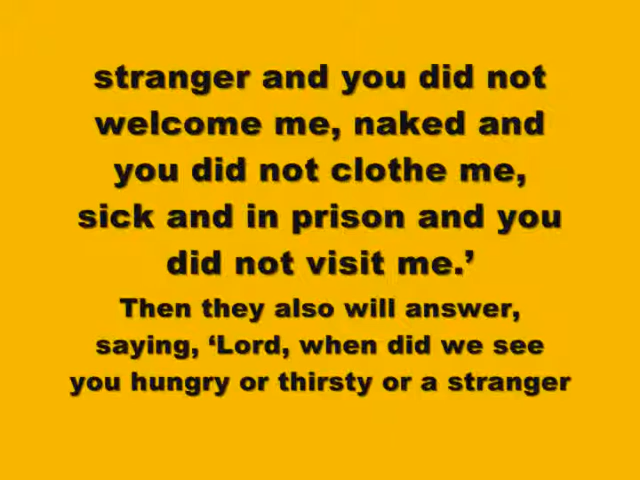 stranger and you did not
welcome me, naked and
you did not clothe me,
sick and in prison and you
did not visit me.’
Then they also will answer,
saying, ‘Lord, when did we see
you hungry or thirsty or a stranger